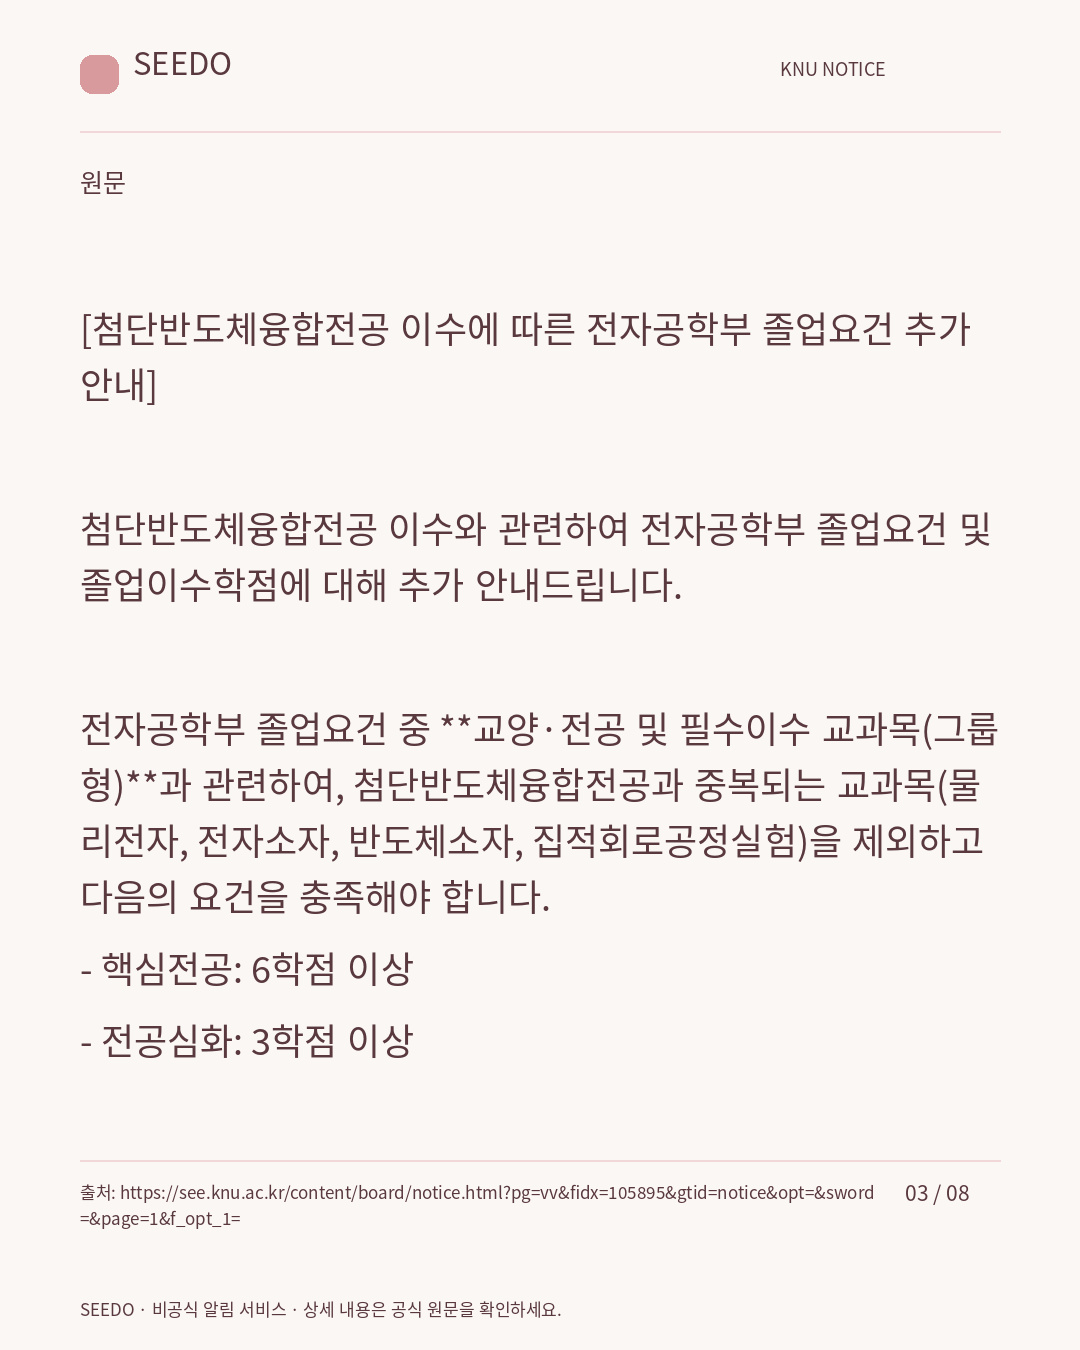 SEEDO
KNU NOTICE
원문
[첨단반도체융합전공 이수에 따른 전자공학부 졸업요건 추가
안내]
첨단반도체융합전공 이수와 관련하여 전자공학부 졸업요건 및
졸업이수학점에 대해 추가 안내드립니다.
전자공학부 졸업요건 중 **교양·전공 및 필수이수 교과목(그룹
형)**과 관련하여, 첨단반도체융합전공과 중복되는 교과목(물
리전자, 전자소자, 반도체소자, 집적회로공정실험)을 제외하고
다음의 요건을 충족해야 합니다.
- 핵심전공: 6학점 이상
- 전공심화: 3학점 이상
출처: https://see.knu.ac.kr/content/board/notice.html?pg=vv&fidx=105895&gtid=notice&opt=&sword
=&page=1&f_opt_1=
03 / 08
SEEDO · 비공식 알림 서비스 · 상세 내용은 공식 원문을 확인하세요.